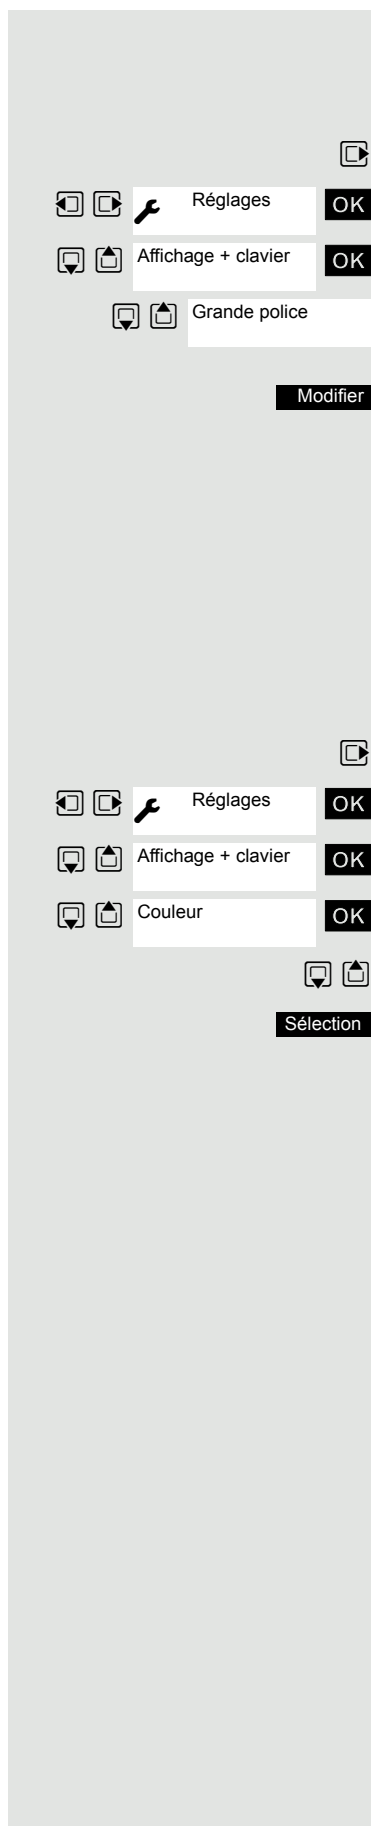 Réglages OK
Affichage + clavier OK
Grande police
Modifier
Réglages OK
Affichage + clavier OK
Couleur OK
Sélection